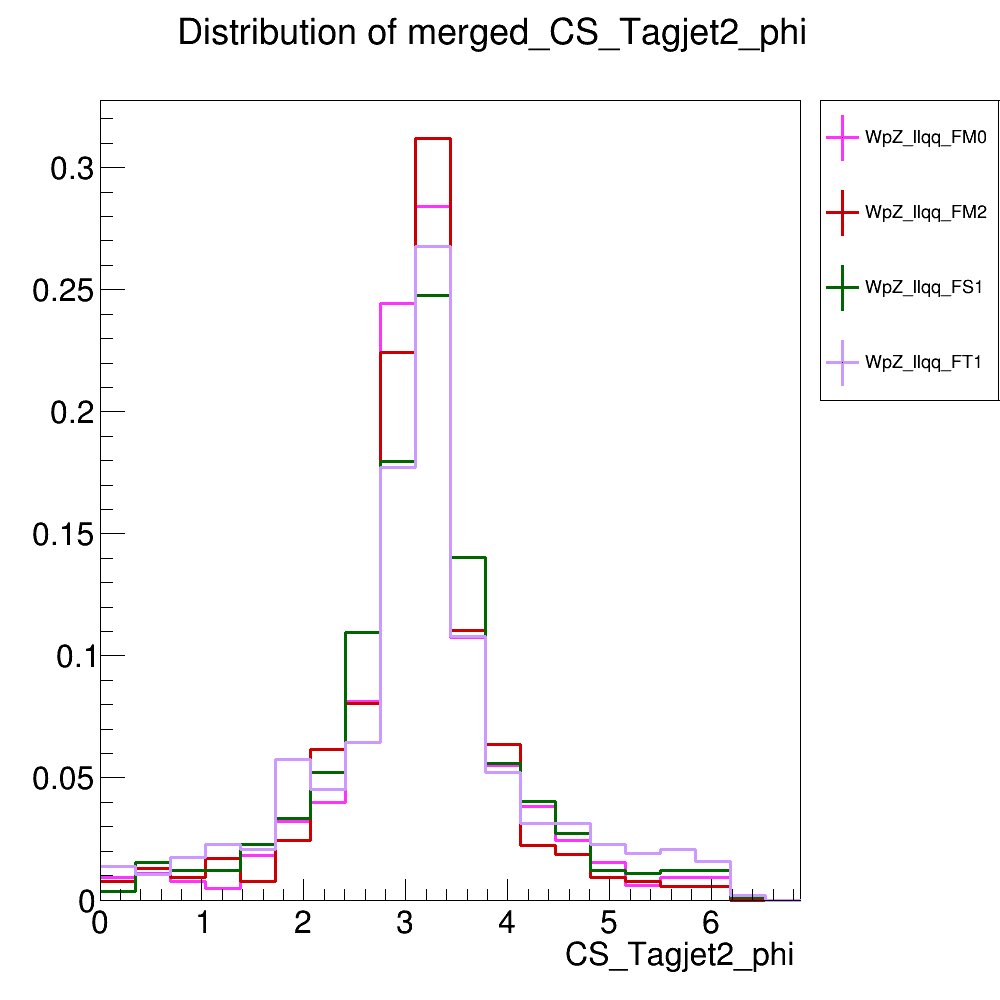 Distribution of merged_CS_Tagjet2_phi
WpZ_llqq_FM0
WpZ_llqq_FM2
WpZ_llqq_FS1
WpZ_llqq_FT1
0.3
0.25
0.2
0.15
0.1
0.05
0
0 1 2 3 4 5 6
CS_Tagjet2_phi